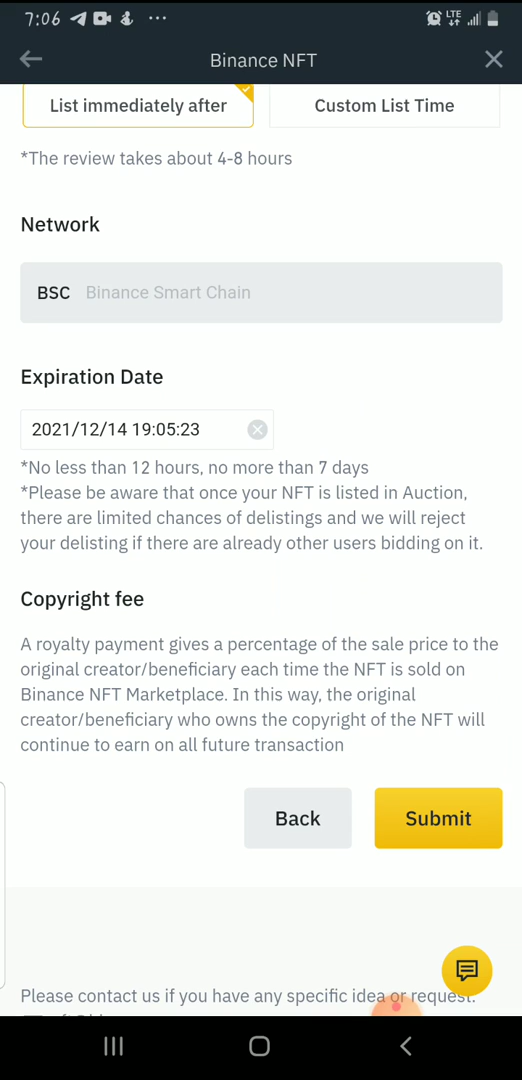 7:06
LTE
Binance NFT
List immediately after
Custom List Time
*The review takes about 4-8 hours
Network
BSC Binance Smart Chain
Expiration Date
2021/12/14 19:05:23
*No less than 12 hours, no more than 7 days
*Please be aware that once your NFT is listed in Auction,
there are limited chances of delistings and we will reject
your delisting if there are already other users bidding on it.
Copyright fee
A royalty payment gives a percentage of the sale price to the
original creator/beneficiary each time the NFT is sold on
Binance NFT Marketplace. In this way, the original
creator/beneficiary who owns the copyright of the NFT will
continue to earn on all future transaction
Back
Submit
Please contact us if you have any specific idea or request.